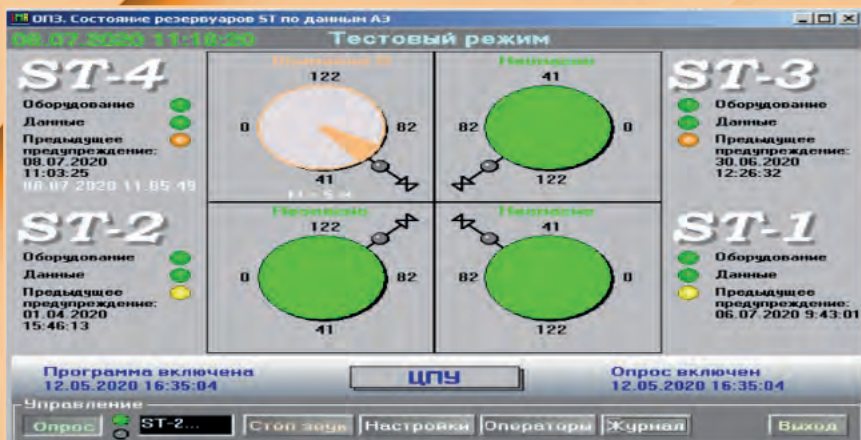 ОПЗ. Состояние резервуаров ST по данным АЭ
08.07.2020 11:18:20 Тестовый режим
ST-4
Оборудование
Данные
Предыдущее
предупреждение:
08.07.2020
11:03:25
08.07.2020 11:05:49
122
0
82
41
Неопасно
41
82
0
122
ST-3
Оборудование
Данные
Предыдущее
предупреждение:
30.06.2020
12:26:32
ST-2
Оборудование
Данные
Предыдущее
предупреждение:
01.04.2020
15:46:13
Неопасно
122
0
82
41
Неопасно
41
82
0
122
ST-1
Оборудование
Данные
Предыдущее
предупреждение:
06.07.2020 9:43:01
Программа включена
12.05.2020 16:35:04
ЦПУ
Опрос включен
12.05.2020 16:35:04
Управление
Опрос ST-2... Стоп звук Настройки Операторы Журнал Выход